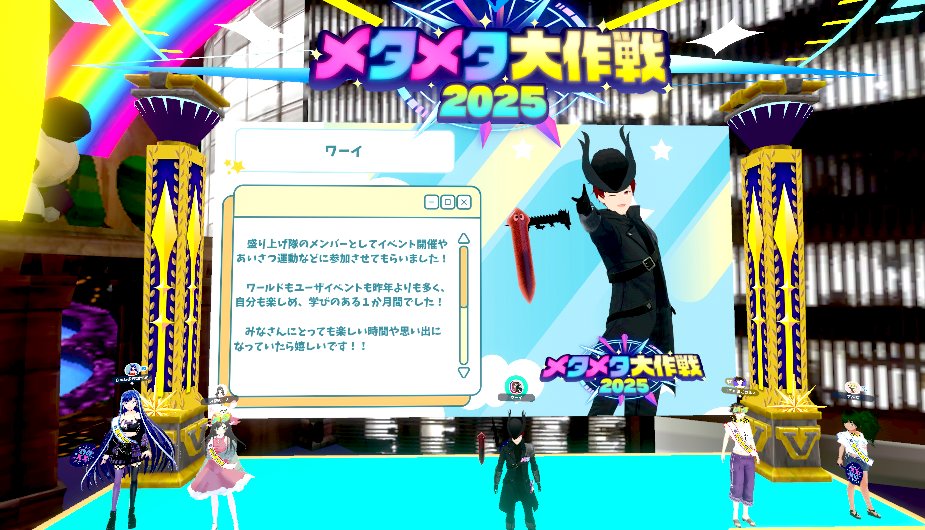 メタメタ大作戦
2025
ワーイ
盛り上げ隊のメンバーとしてイベント開催や
あいさつ運動などに参加させてもらいました！
ワールドもユーザイベントも昨年よりも多く、
自分も楽しめ、学びのある１か月間でした！
みなさんにとっても楽しい時間や思い出に
なっていたら嬉しいです！！
メタメタ大作戦
2025
ワーイ